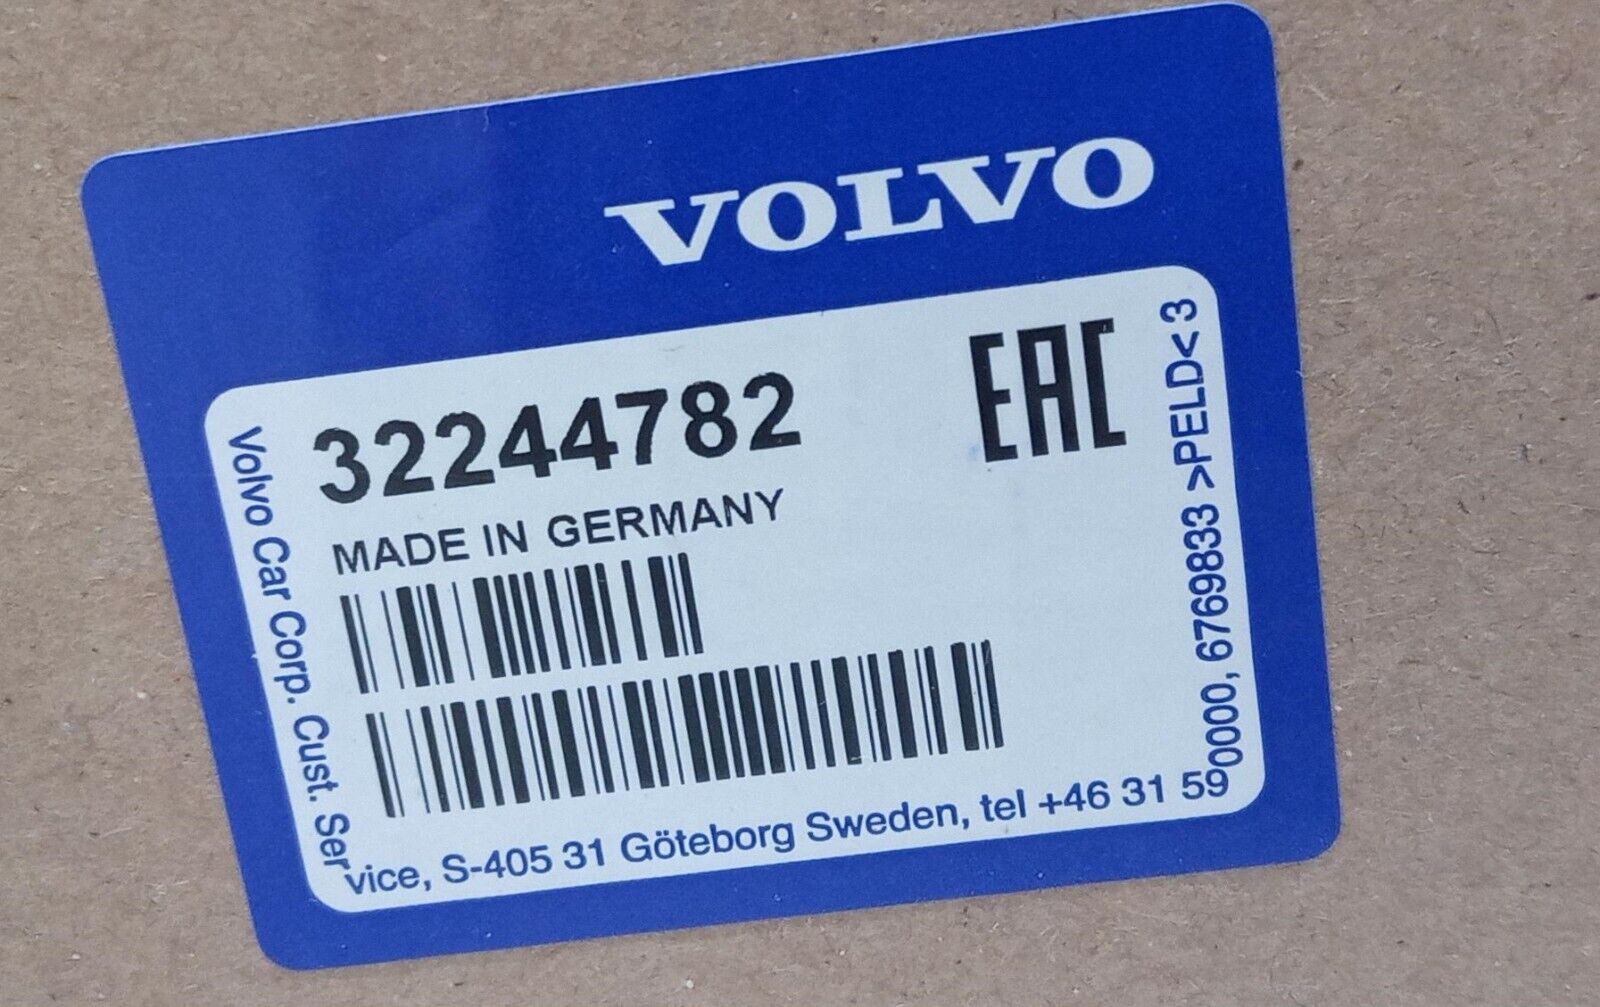 VOLVO
32244782
EAC
MADE IN GERMANY
Volvo Car Corp. Cust. Service, S-405 31 Göteborg Sweden, tel +46 31 590000, 6769833 >PELD< 3